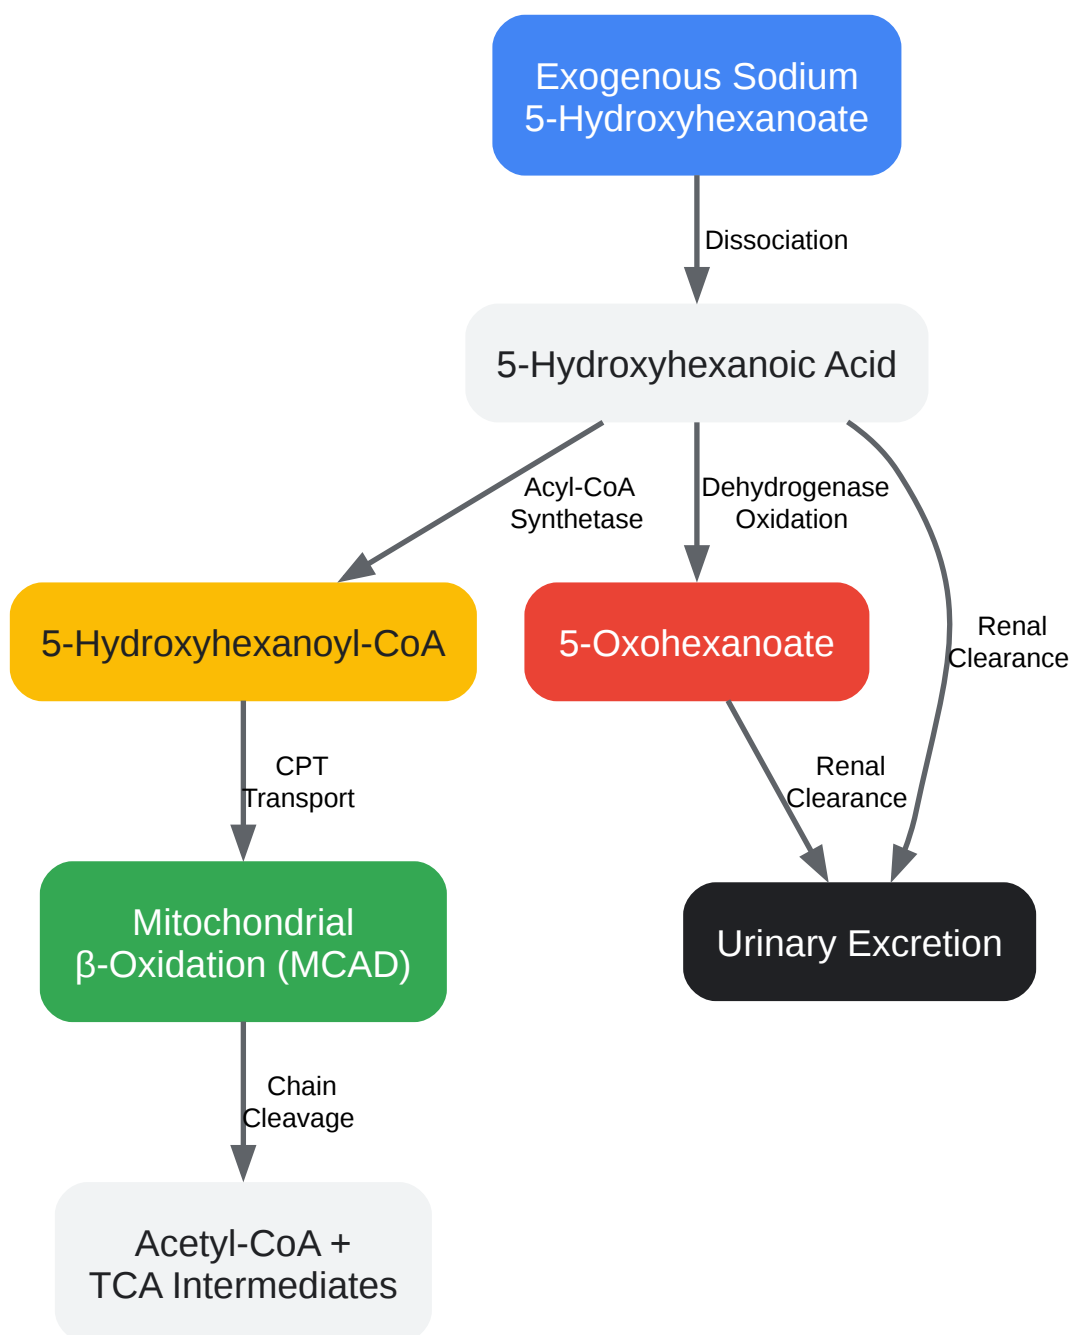 Exogenous Sodium
5-Hydroxyhexanoate
Dissociation
5-Hydroxyhexanoic Acid
Acyl-CoA
Synthetase
Dehydrogenase
Oxidation
5-Hydroxyhexanoyl-CoA
5-Oxohexanoate
Renal
Clearance
CPT
Transport
Renal
Clearance
Mitochondrial
β-Oxidation (MCAD)
Urinary Excretion
Chain
Cleavage
Acetyl-CoA +
TCA Intermediates